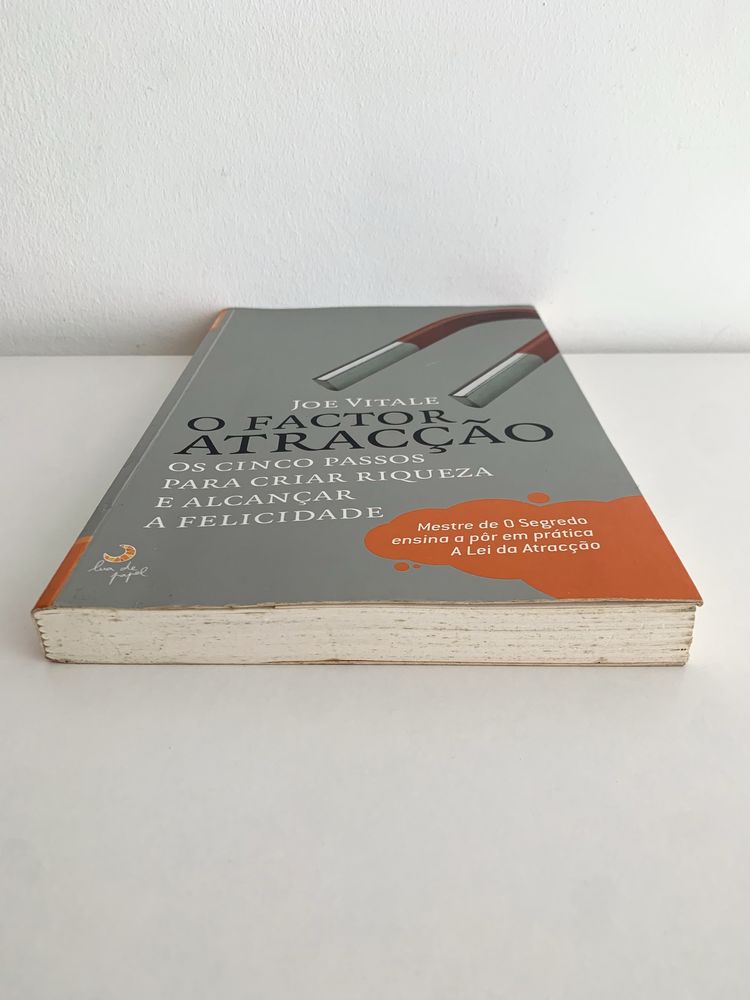 JOE VITALE
O FACTOR
ATRACÇÃO
OS CINCO PASSOS
PARA CRIAR RIQUEZA
E ALCANÇAR
A FELICIDADE
Mestre de O Segredo
ensina a pôr em prática
A Lei da Atracção
lua de
papel